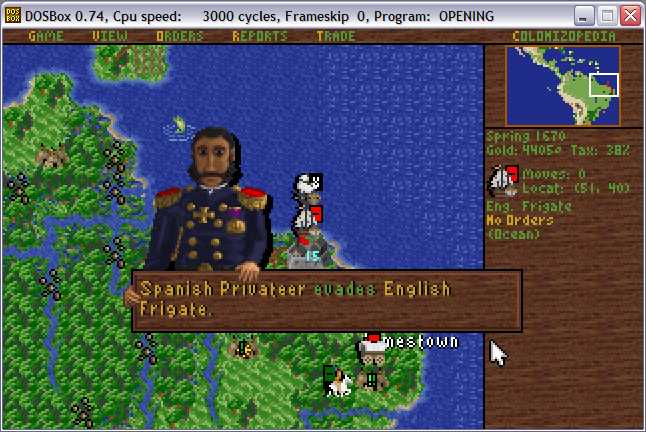 DOSBox 0.74, Cpu speed: 3000 cycles, Frameskip 0, Program: OPENING
GAME VIEW ORDERS REPORTS TRADE COLONIZOPEDIA
Spring 1670
Gold: 4405¢ Tax: 38%
Moves: 0
Locat: (51, 40)
Eng. Frigate
No Orders
(Ocean)
15
Spanish Privateer evades English
Frigate.
mestown